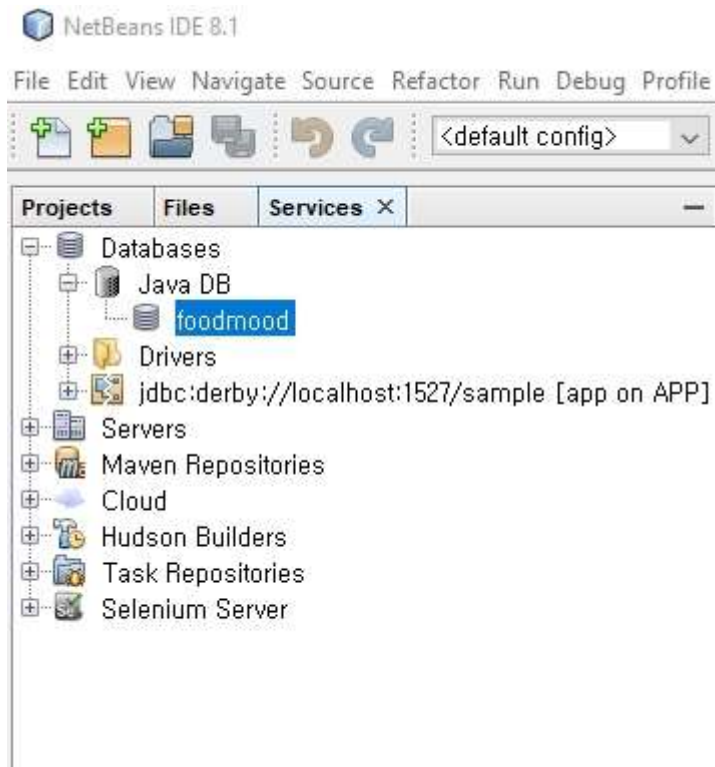 NetBeans IDE 8.1
File Edit View Navigate Source Refactor Run Debug Profile
<default config>
Projects Files Services
Databases
Java DB
foodmood
Drivers
jdbc:derby://localhost:1527/sample [app on APP]
Servers
Maven Repositories
Cloud
Hudson Builders
Task Repositories
Selenium Server